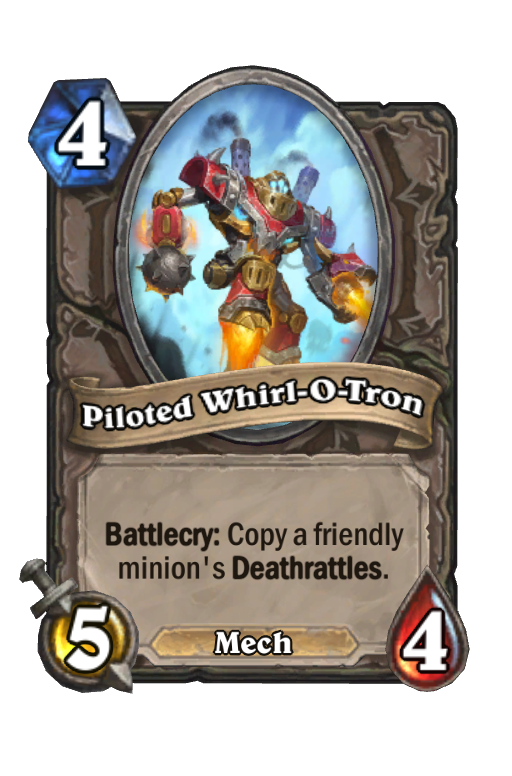 4
Piloted Whirl-O-Tron
Battlecry: Copy a friendly
minion's Deathrattles.
5
Mech
4